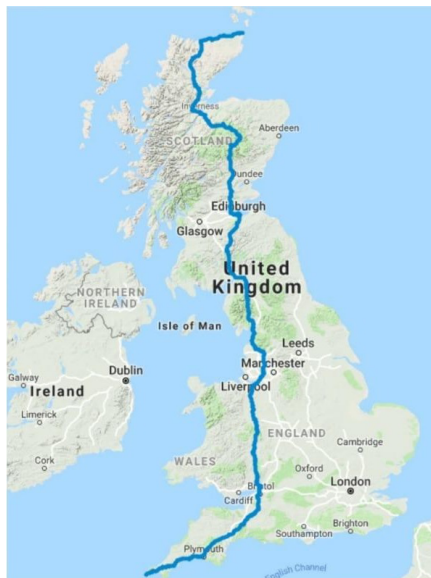 Inverness
Aberdeen
SCOTLAND
Dundee
Edinburgh
Glasgow
United
Kingdom
NORTHERN
IRELAND
Isle of Man
Leeds
Manchester
Dublin
Liverpool
Galway
Ireland
Limerick
ENGLAND
Cambridge
Cork
WALES
Oxford
London
Bristol
Cardiff
Brighton
Southampton
Plymouth
English Channel